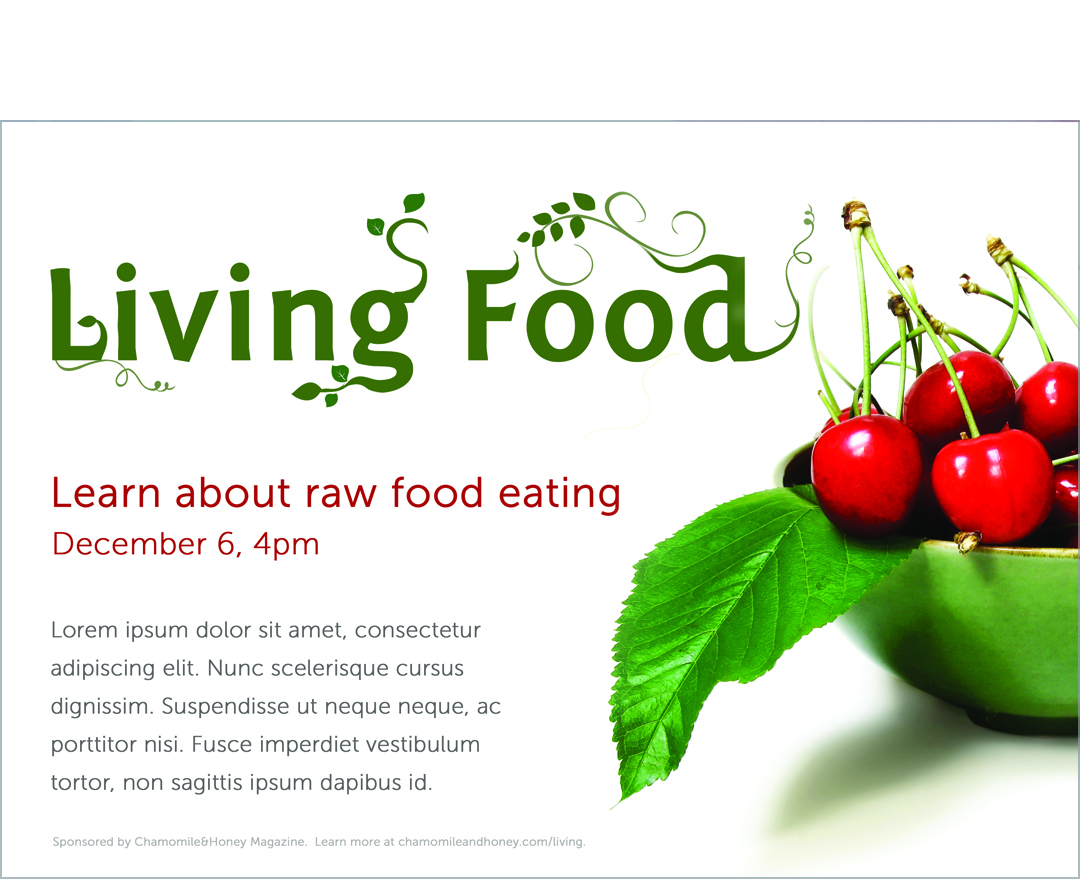 Living Food
Learn about raw food eating
December 6, 4pm
Lorem ipsum dolor sit amet, consectetur
adipiscing elit. Nunc scelerisque cursus
dignissim. Suspendisse ut neque neque, ac
porttitor nisi. Fusce imperdiet vestibulum
tortor, non sagittis ipsum dapibus id.
Sponsored by Chamomile&Honey Magazine.  Learn more at chamomileandhoney.com/living.